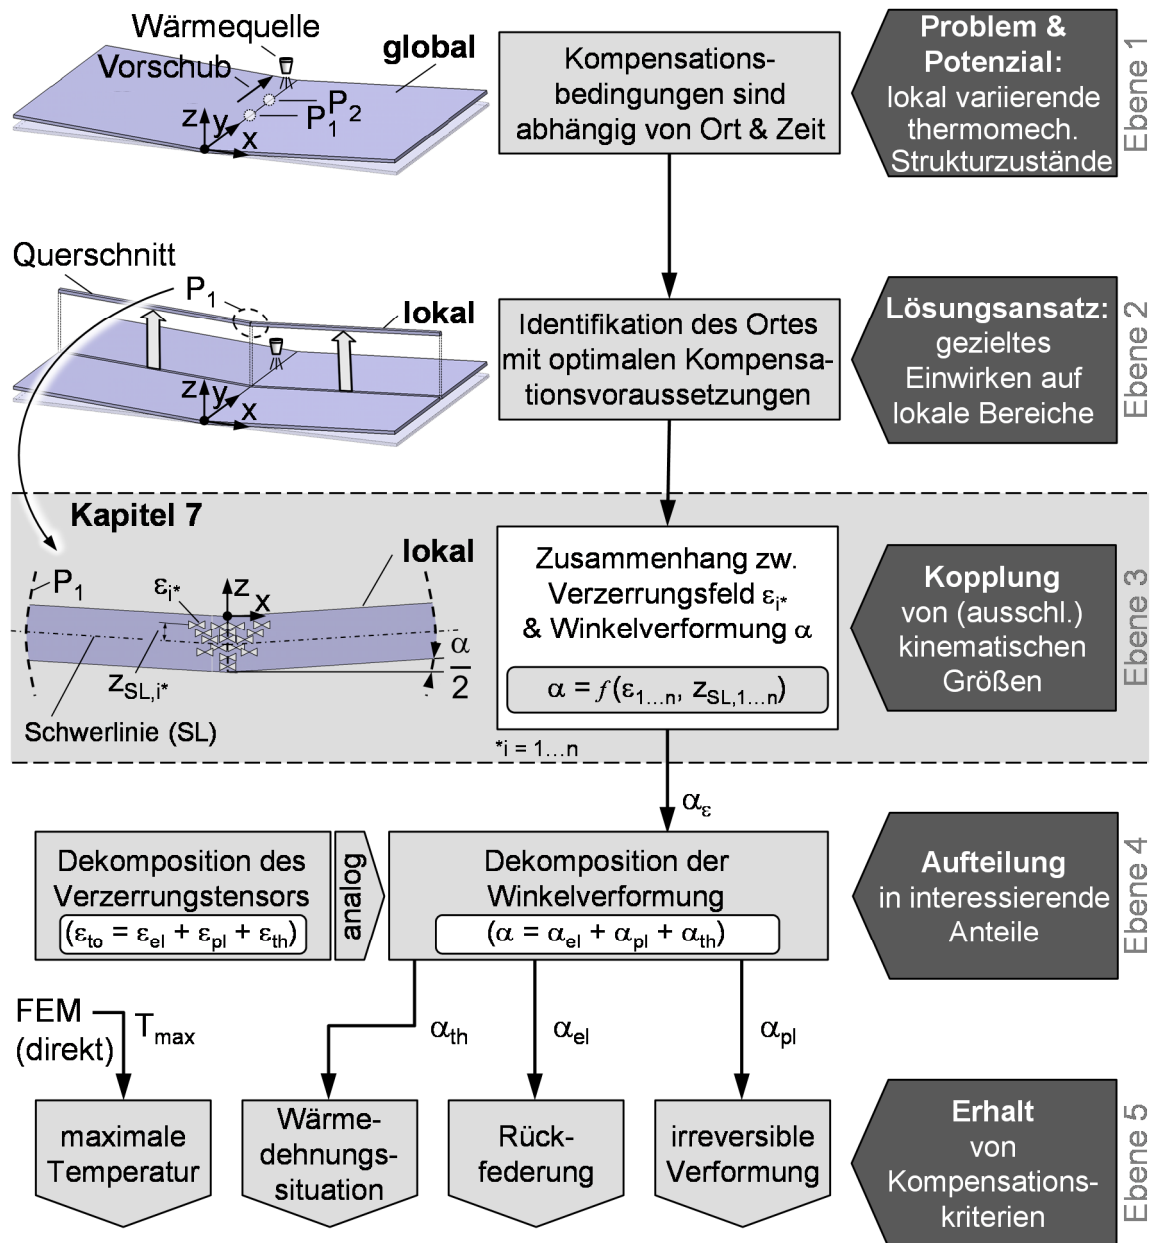 Wärmequelle
Vorschub
global
P2
P1
z
y
x
Kompensations-
bedingungen sind
abhängig von Ort & Zeit
Problem &
Potenzial:
lokal variierende
thermomech.
Strukturzustände
Ebene 1
Querschnitt
P1
lokal
z
y
x
Identifikation des Ortes
mit optimalen Kompensa-
tionsvoraussetzungen
Lösungsansatz:
gezieltes
Einwirken auf
lokale Bereiche
Ebene 2
Kapitel 7
lokal
P1
εi*
z
x
zSL,i*
α
2
Schwerlinie (SL)
Zusammenhang zw.
Verzerrungsfeld εi*
& Winkelverformung α
α = f(ε1…n, zSL,1…n)
*i = 1…n
Kopplung
von (ausschl.)
kinematischen
Größen
Ebene 3
αε
Dekomposition des
Verzerrungstensors
(εto = εel + εpl + εth)
analog
Dekomposition der
Winkelverformung
(α = αel + αpl + αth)
Aufteilung
in interessierende
Anteile
Ebene 4
FEM
(direkt)
Tmax
αth
αel
αpl
maximale
Temperatur
Wärme-
dehnungs-
situation
Rück-
federung
irreversible
Verformung
Erhalt
von
Kompensations-
kriterien
Ebene 5